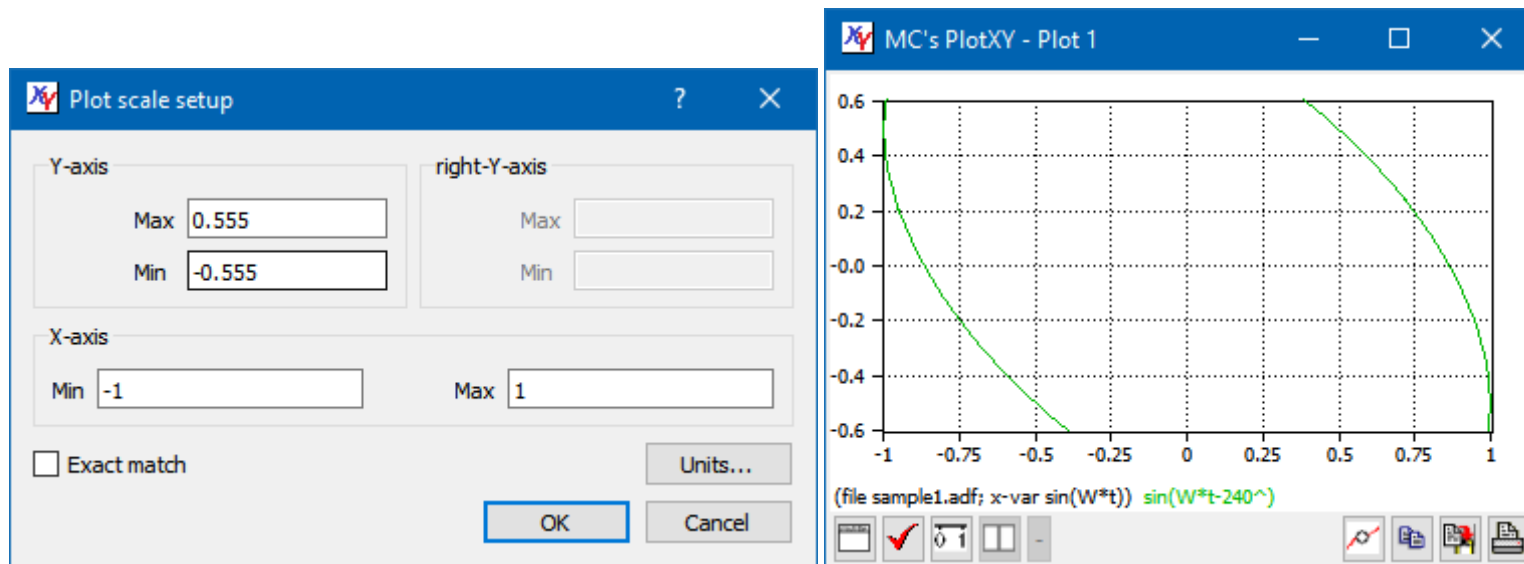 Plot scale setup ?
Y-axis
Max 0.555
Min -0.555
right-Y-axis
Max
Min
X-axis
Min -1 Max 1
Exact match
Units...
OK Cancel
MC's PlotXY - Plot 1
0.6
0.4
0.2
-0.0
-0.2
-0.4
-0.6
-1 -0.75 -0.5 -0.25 0 0.25 0.5 0.75 1
(file sample1.adf; x-var sin(W*t)) sin(W*t-240^)
0 1
-